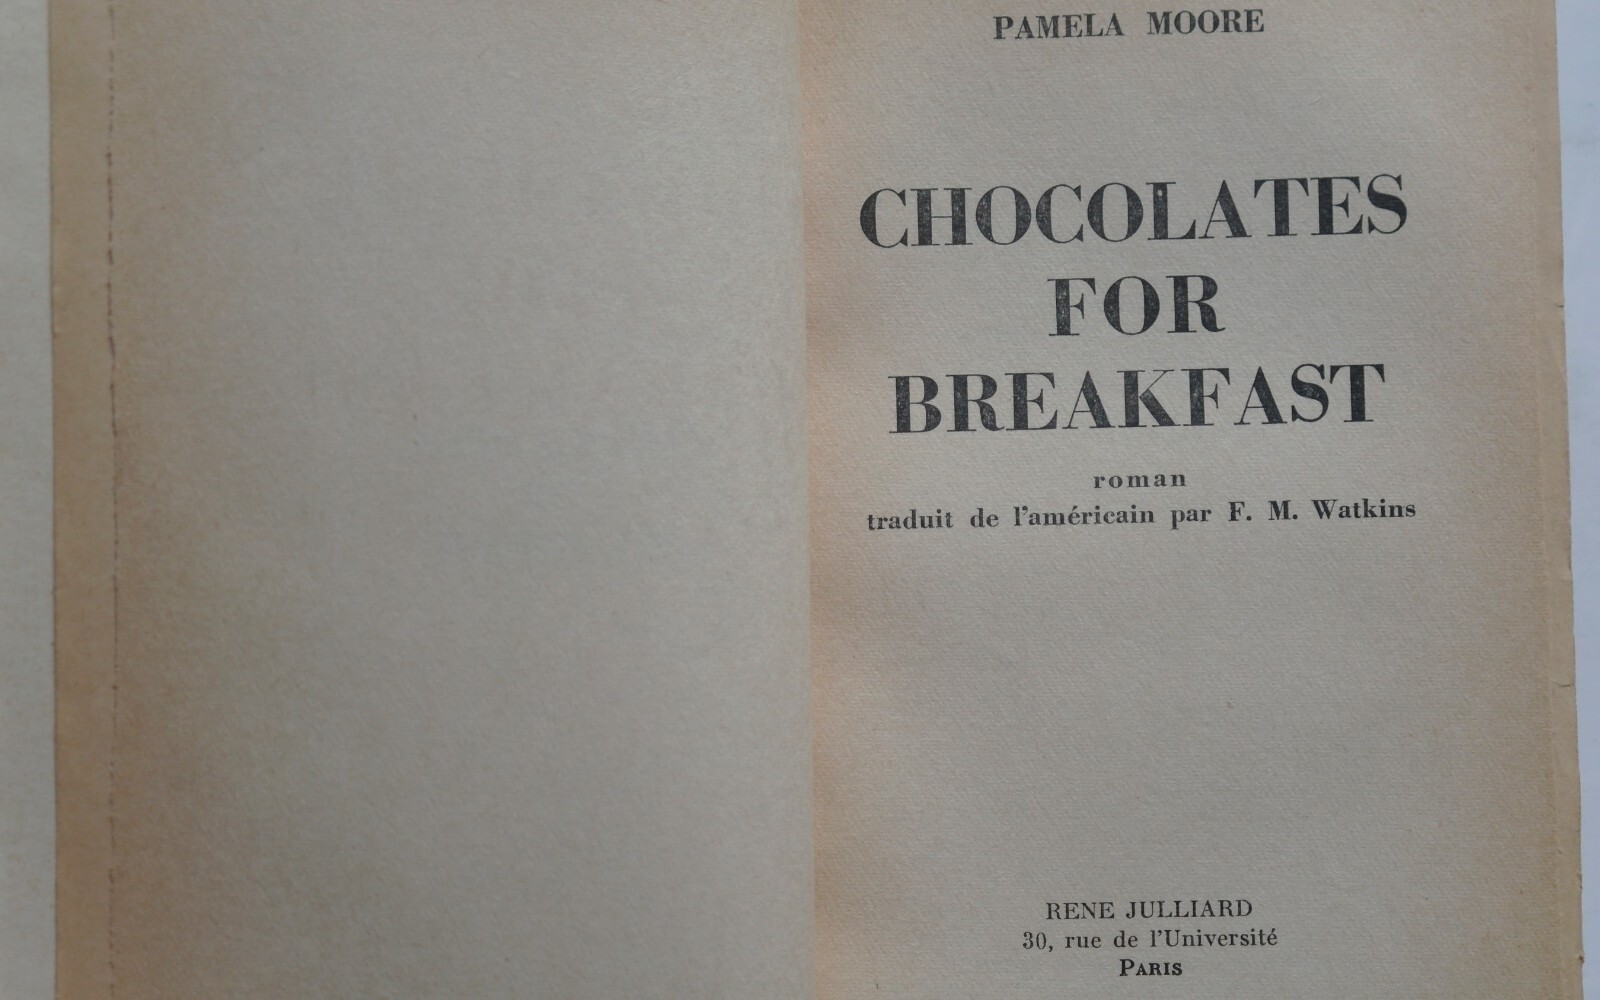 PAMELA MOORE
CHOCOLATES
FOR
BREAKFAST
roman
traduit de l'américain par F. M. Watkins
RENE JULLIARD
30, rue de l'Université
PARIS